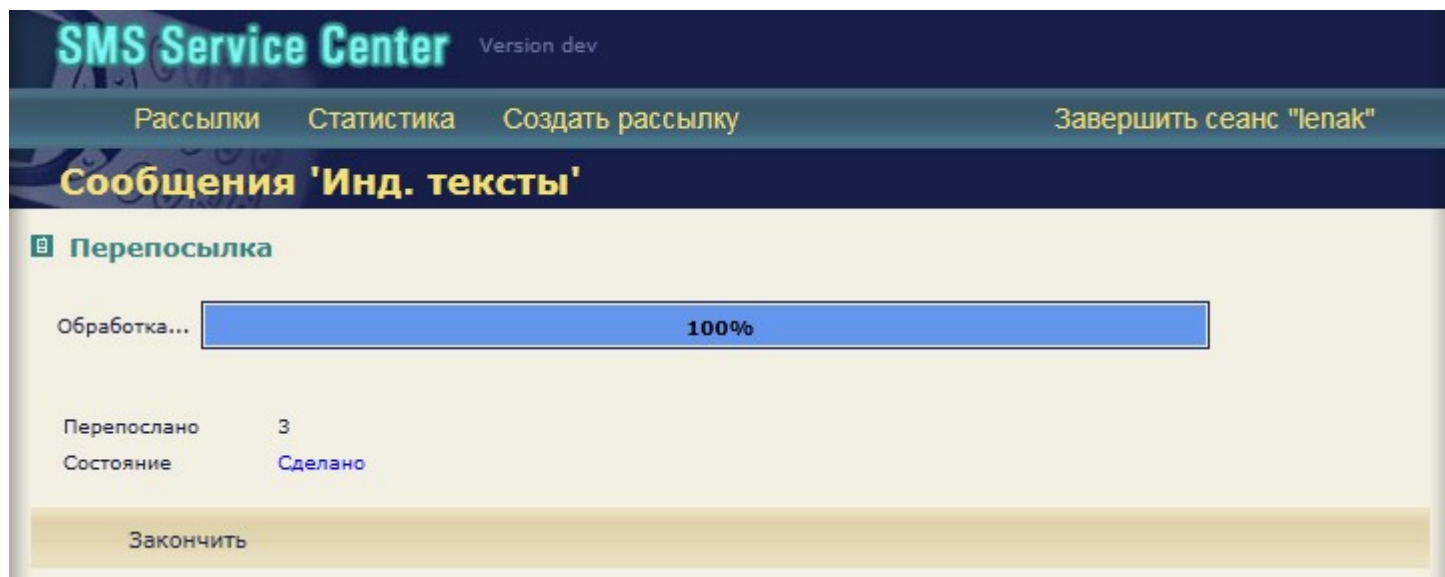 SMS Service Center Version dev
Рассылки Статистика Создать рассылку Завершить сеанс "lenak"
Сообщения 'Инд. тексты'
Перепосылка
Обработка... 100%
Перепослано 3
Состояние Сделано
Закончить